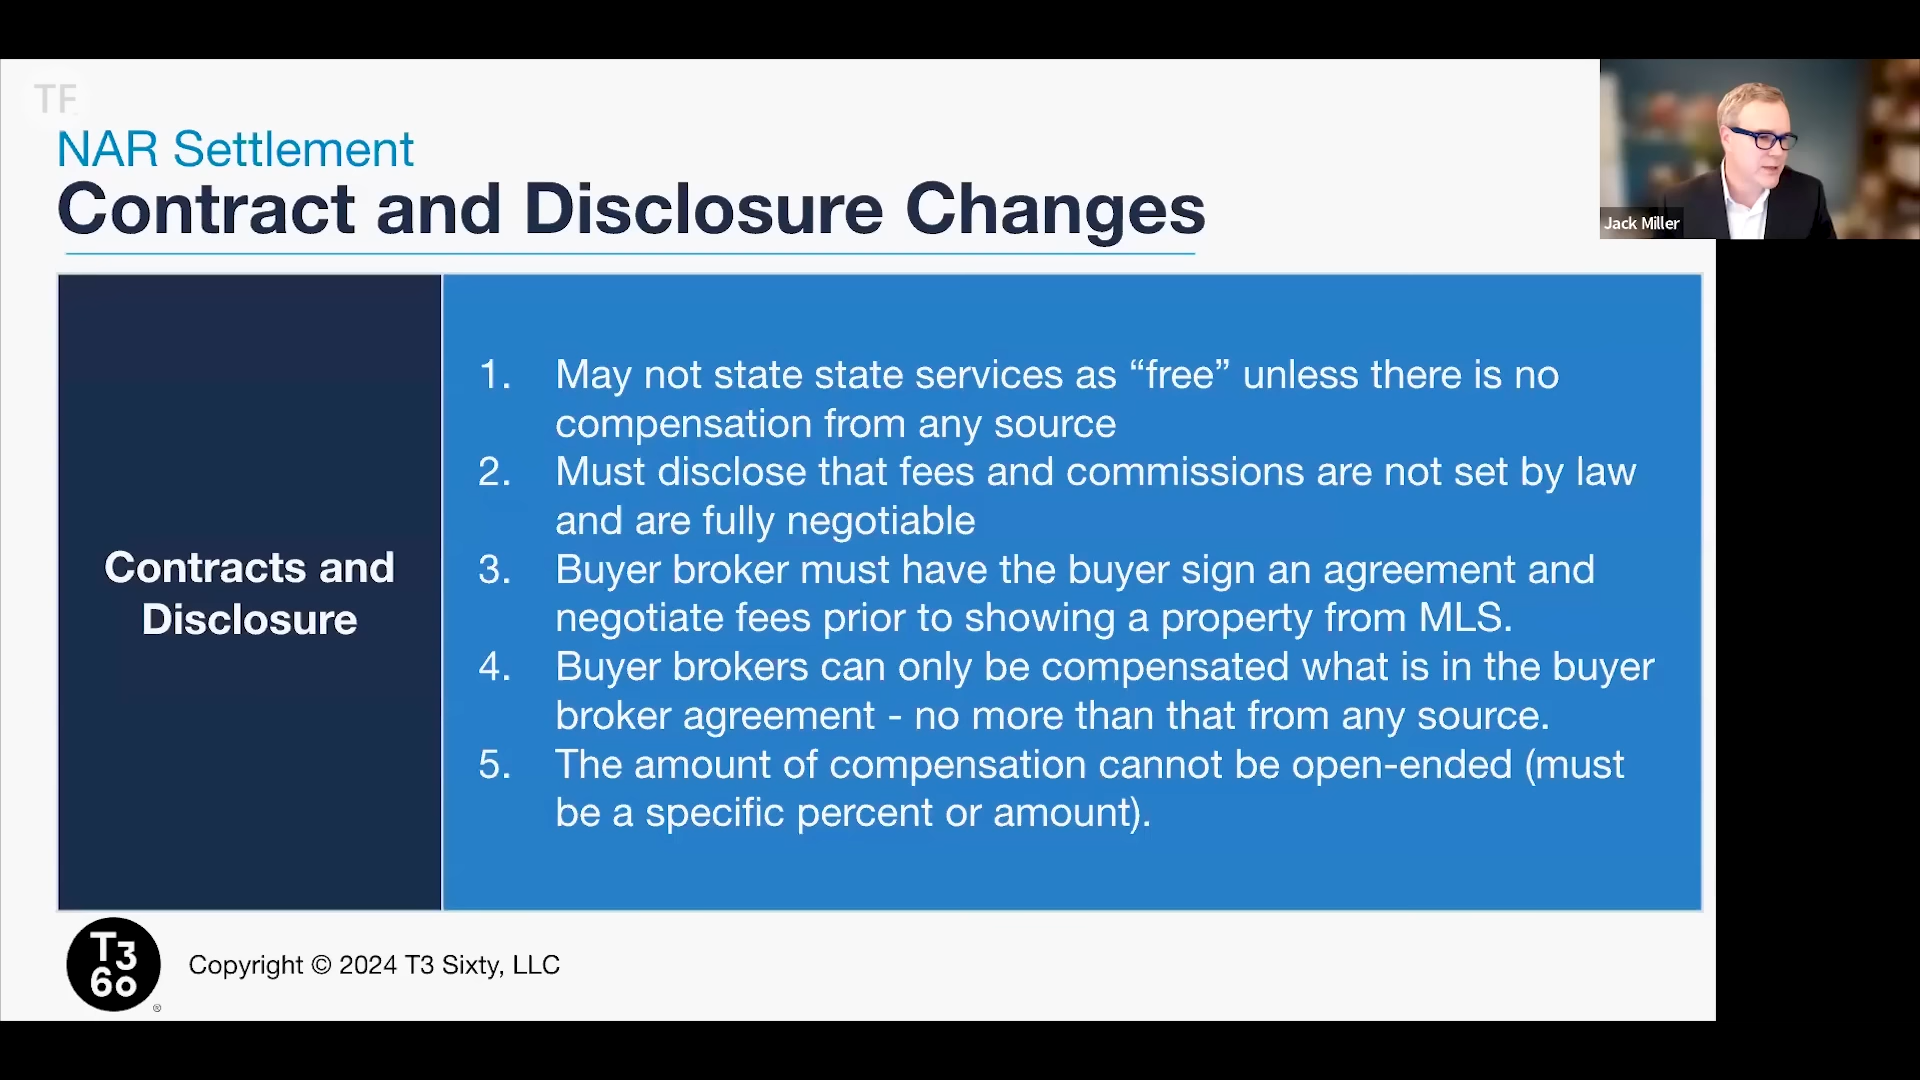 TF
NAR Settlement
Contract and Disclosure Changes
Jack Miller
Contracts and
Disclosure
1. May not state state services as “free” unless there is no
compensation from any source
2. Must disclose that fees and commissions are not set by law
and are fully negotiable
3. Buyer broker must have the buyer sign an agreement and
negotiate fees prior to showing a property from MLS.
4. Buyer brokers can only be compensated what is in the buyer
broker agreement - no more than that from any source.
5. The amount of compensation cannot be open-ended (must
be a specific percent or amount).
T3
60
®
Copyright © 2024 T3 Sixty, LLC